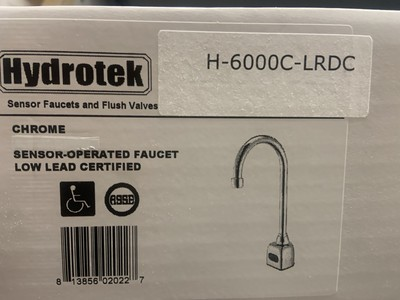 Hydrotek
H-6000C-LRDC
Sensor Faucets and Flush Valves
CHROME
SENSOR-OPERATED FAUCET
LOW LEAD CERTIFIED
ASSE
8 13856 02022 7